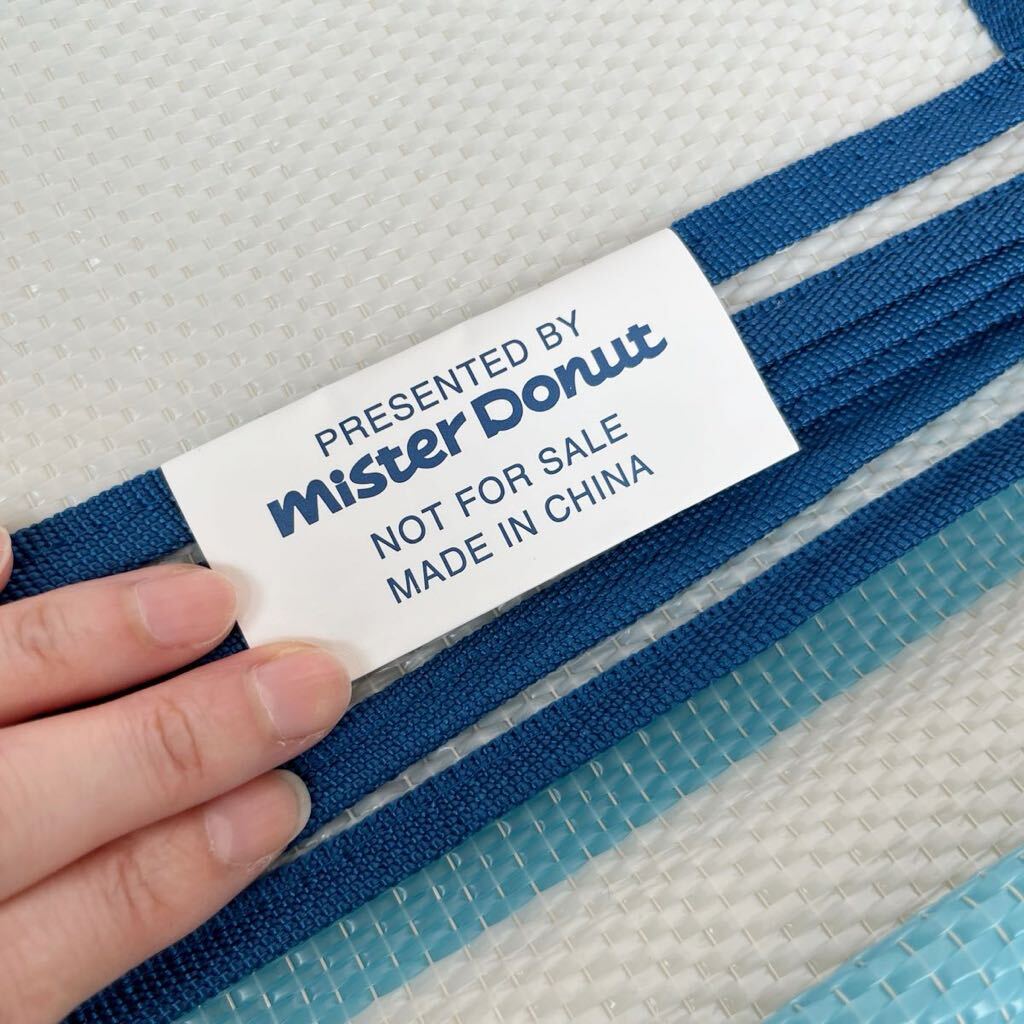 PRESENTED BY
mister Donut
NOT FOR SALE
MADE IN CHINA